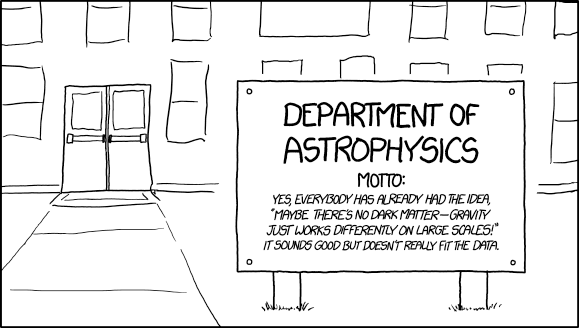 DEPARTMENT OF
ASTROPHYSICS
MOTTO:
YES, EVERYBODY HAS ALREADY HAD THE IDEA,
"MAYBE THERE'S NO DARK MATTER—GRAVITY
JUST WORKS DIFFERENTLY ON LARGE SCALES!"
IT SOUNDS GOOD BUT DOESN'T REALLY FIT THE DATA.